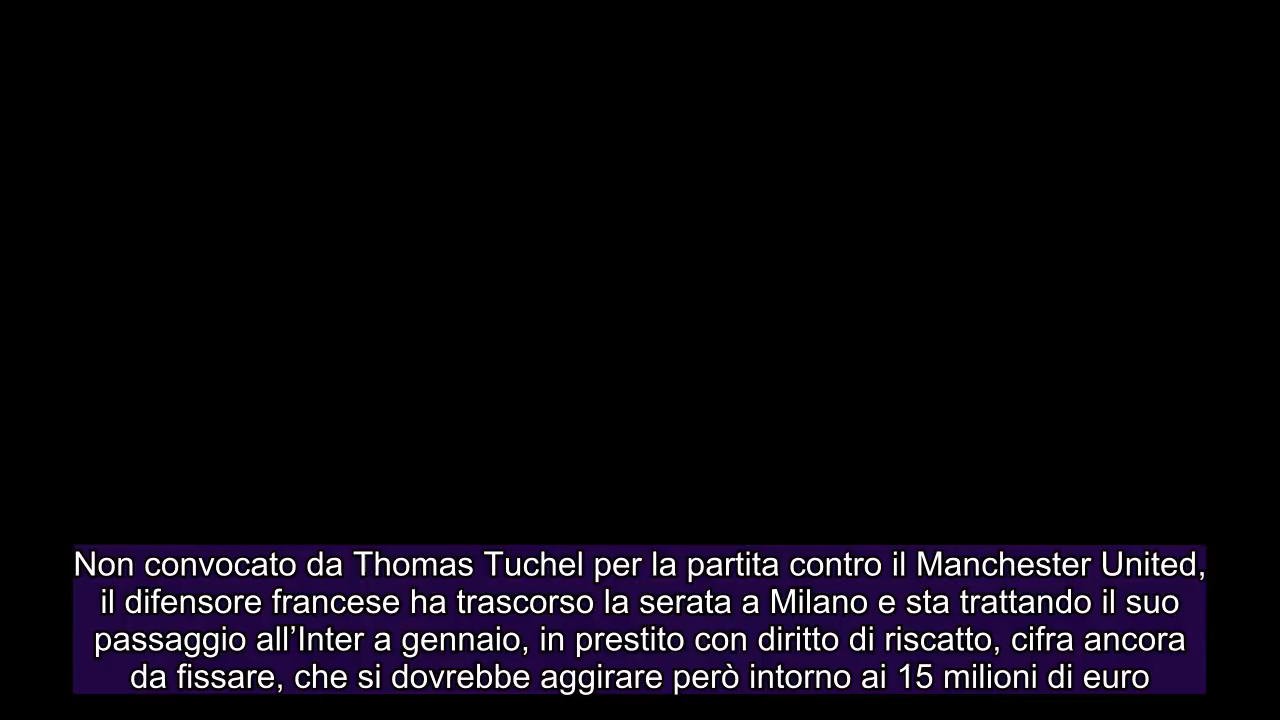 Non convocato da Thomas Tuchel per la partita contro il Manchester United,
il difensore francese ha trascorso la serata a Milano e sta trattando il suo
passaggio all’Inter a gennaio, in prestito con diritto di riscatto, cifra ancora
da fissare, che si dovrebbe aggirare però intorno ai 15 milioni di euro